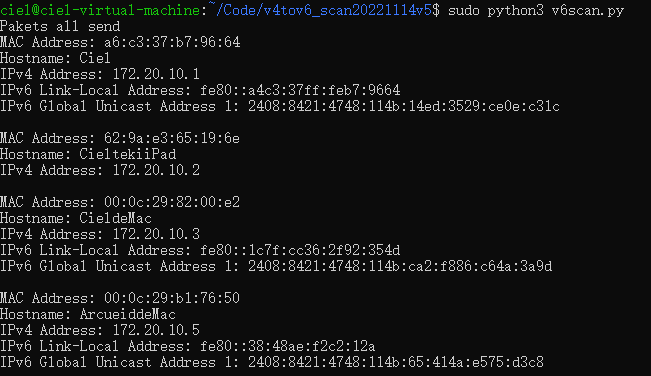 ciel@ciel-virtual-machine:~/Code/v4tov6_scan20221114v5$ sudo python3 v6scan.py
Pakets all send
MAC Address: a6:c3:37:b7:96:64
Hostname: Ciel
IPv4 Address: 172.20.10.1
IPv6 Link-Local Address: fe80::a4c3:37ff:feb7:9664
IPv6 Global Unicast Address 1: 2408:8421:4748:114b:14ed:3529:ce0e:c31c
MAC Address: 62:9a:e3:65:19:6e
Hostname: CieltekiiPad
IPv4 Address: 172.20.10.2
MAC Address: 00:0c:29:82:00:e2
Hostname: CieldeMac
IPv4 Address: 172.20.10.3
IPv6 Link-Local Address: fe80::1c7f:cc36:2f92:354d
IPv6 Global Unicast Address 1: 2408:8421:4748:114b:ca2:f886:c64a:3a9d
MAC Address: 00:0c:29:b1:76:50
Hostname: ArcueiddeMac
IPv4 Address: 172.20.10.5
IPv6 Link-Local Address: fe80::38:48ae:f2c2:12a
IPv6 Global Unicast Address 1: 2408:8421:4748:114b:65:414a:e575:d3c8